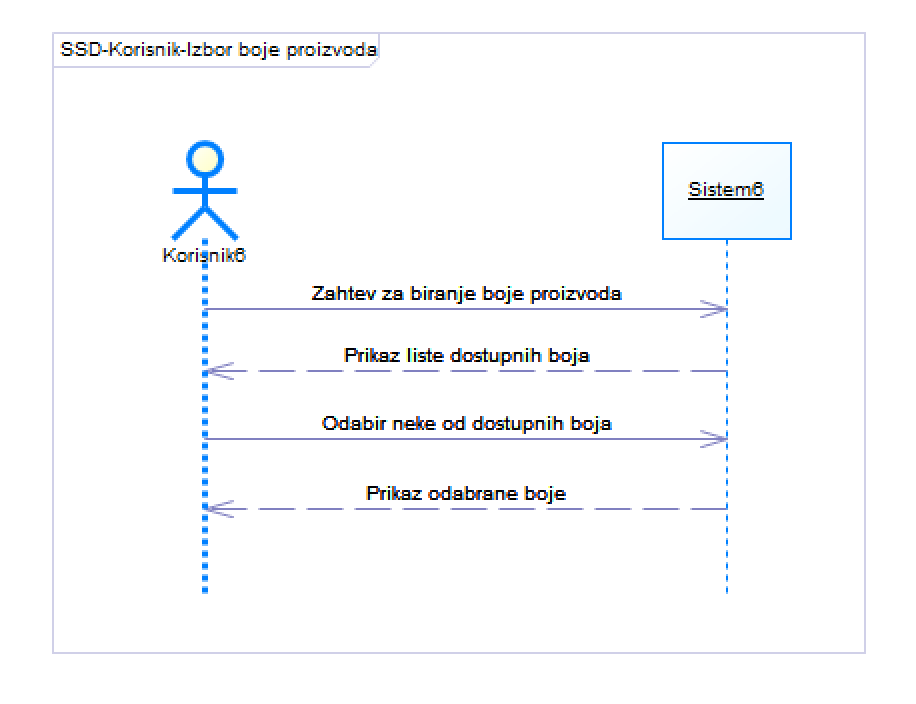 SSD-Korisnik-Izbor boje proizvoda
Korisnik6
Sistem6
Zahtev za biranje boje proizvoda
Prikaz liste dostupnih boja
Odabir neke od dostupnih boja
Prikaz odabrane boje